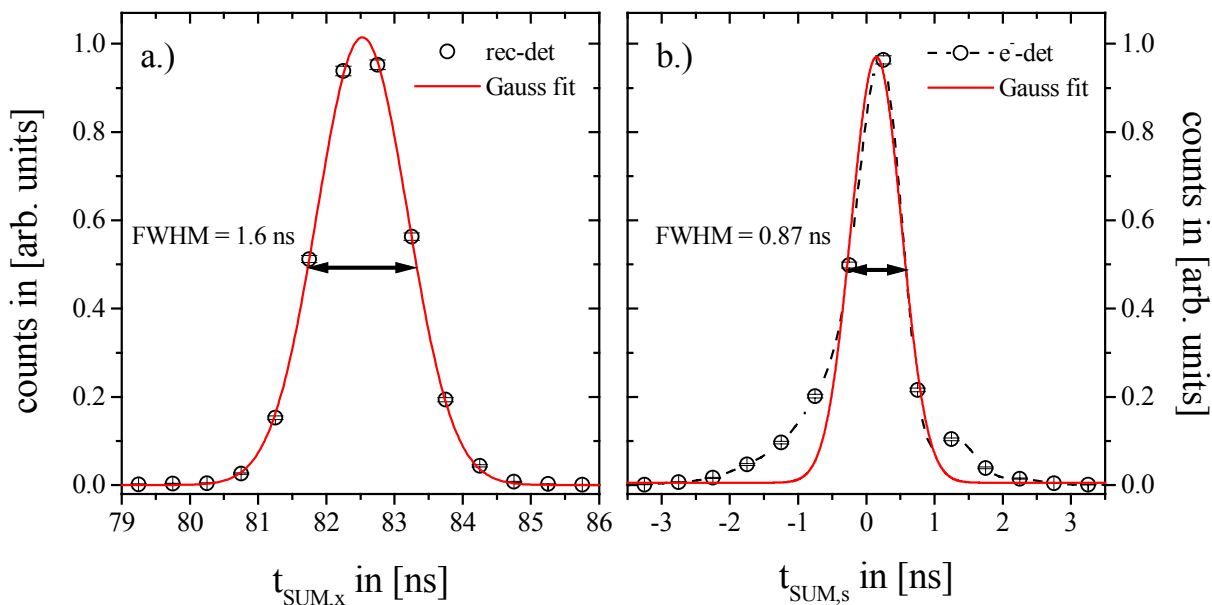 a.)
rec-det
Gauss fit
FWHM = 1.6 ns
counts in [arb. units]
1.0
0.8
0.6
0.4
0.2
0.0
79 80 81 82 83 84 85 86
t_SUM,x in [ns]
b.)
e⁻-det
Gauss fit
FWHM = 0.87 ns
counts in [arb. units]
1.0
0.8
0.6
0.4
0.2
0.0
-3 -2 -1 0 1 2 3
t_SUM,s in [ns]